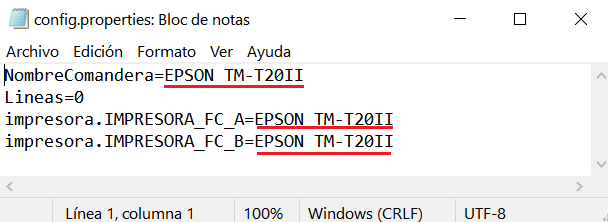 config.properties: Bloc de notas
Archivo Edición Formato Ver Ayuda
NombreComandera=EPSON TM-T20II
Lineas=0
impresora.IMPRESORA_FC_A=EPSON TM-T20II
impresora.IMPRESORA_FC_B=EPSON TM-T20II
Línea 1, columna 1 100% Windows (CRLF) UTF-8